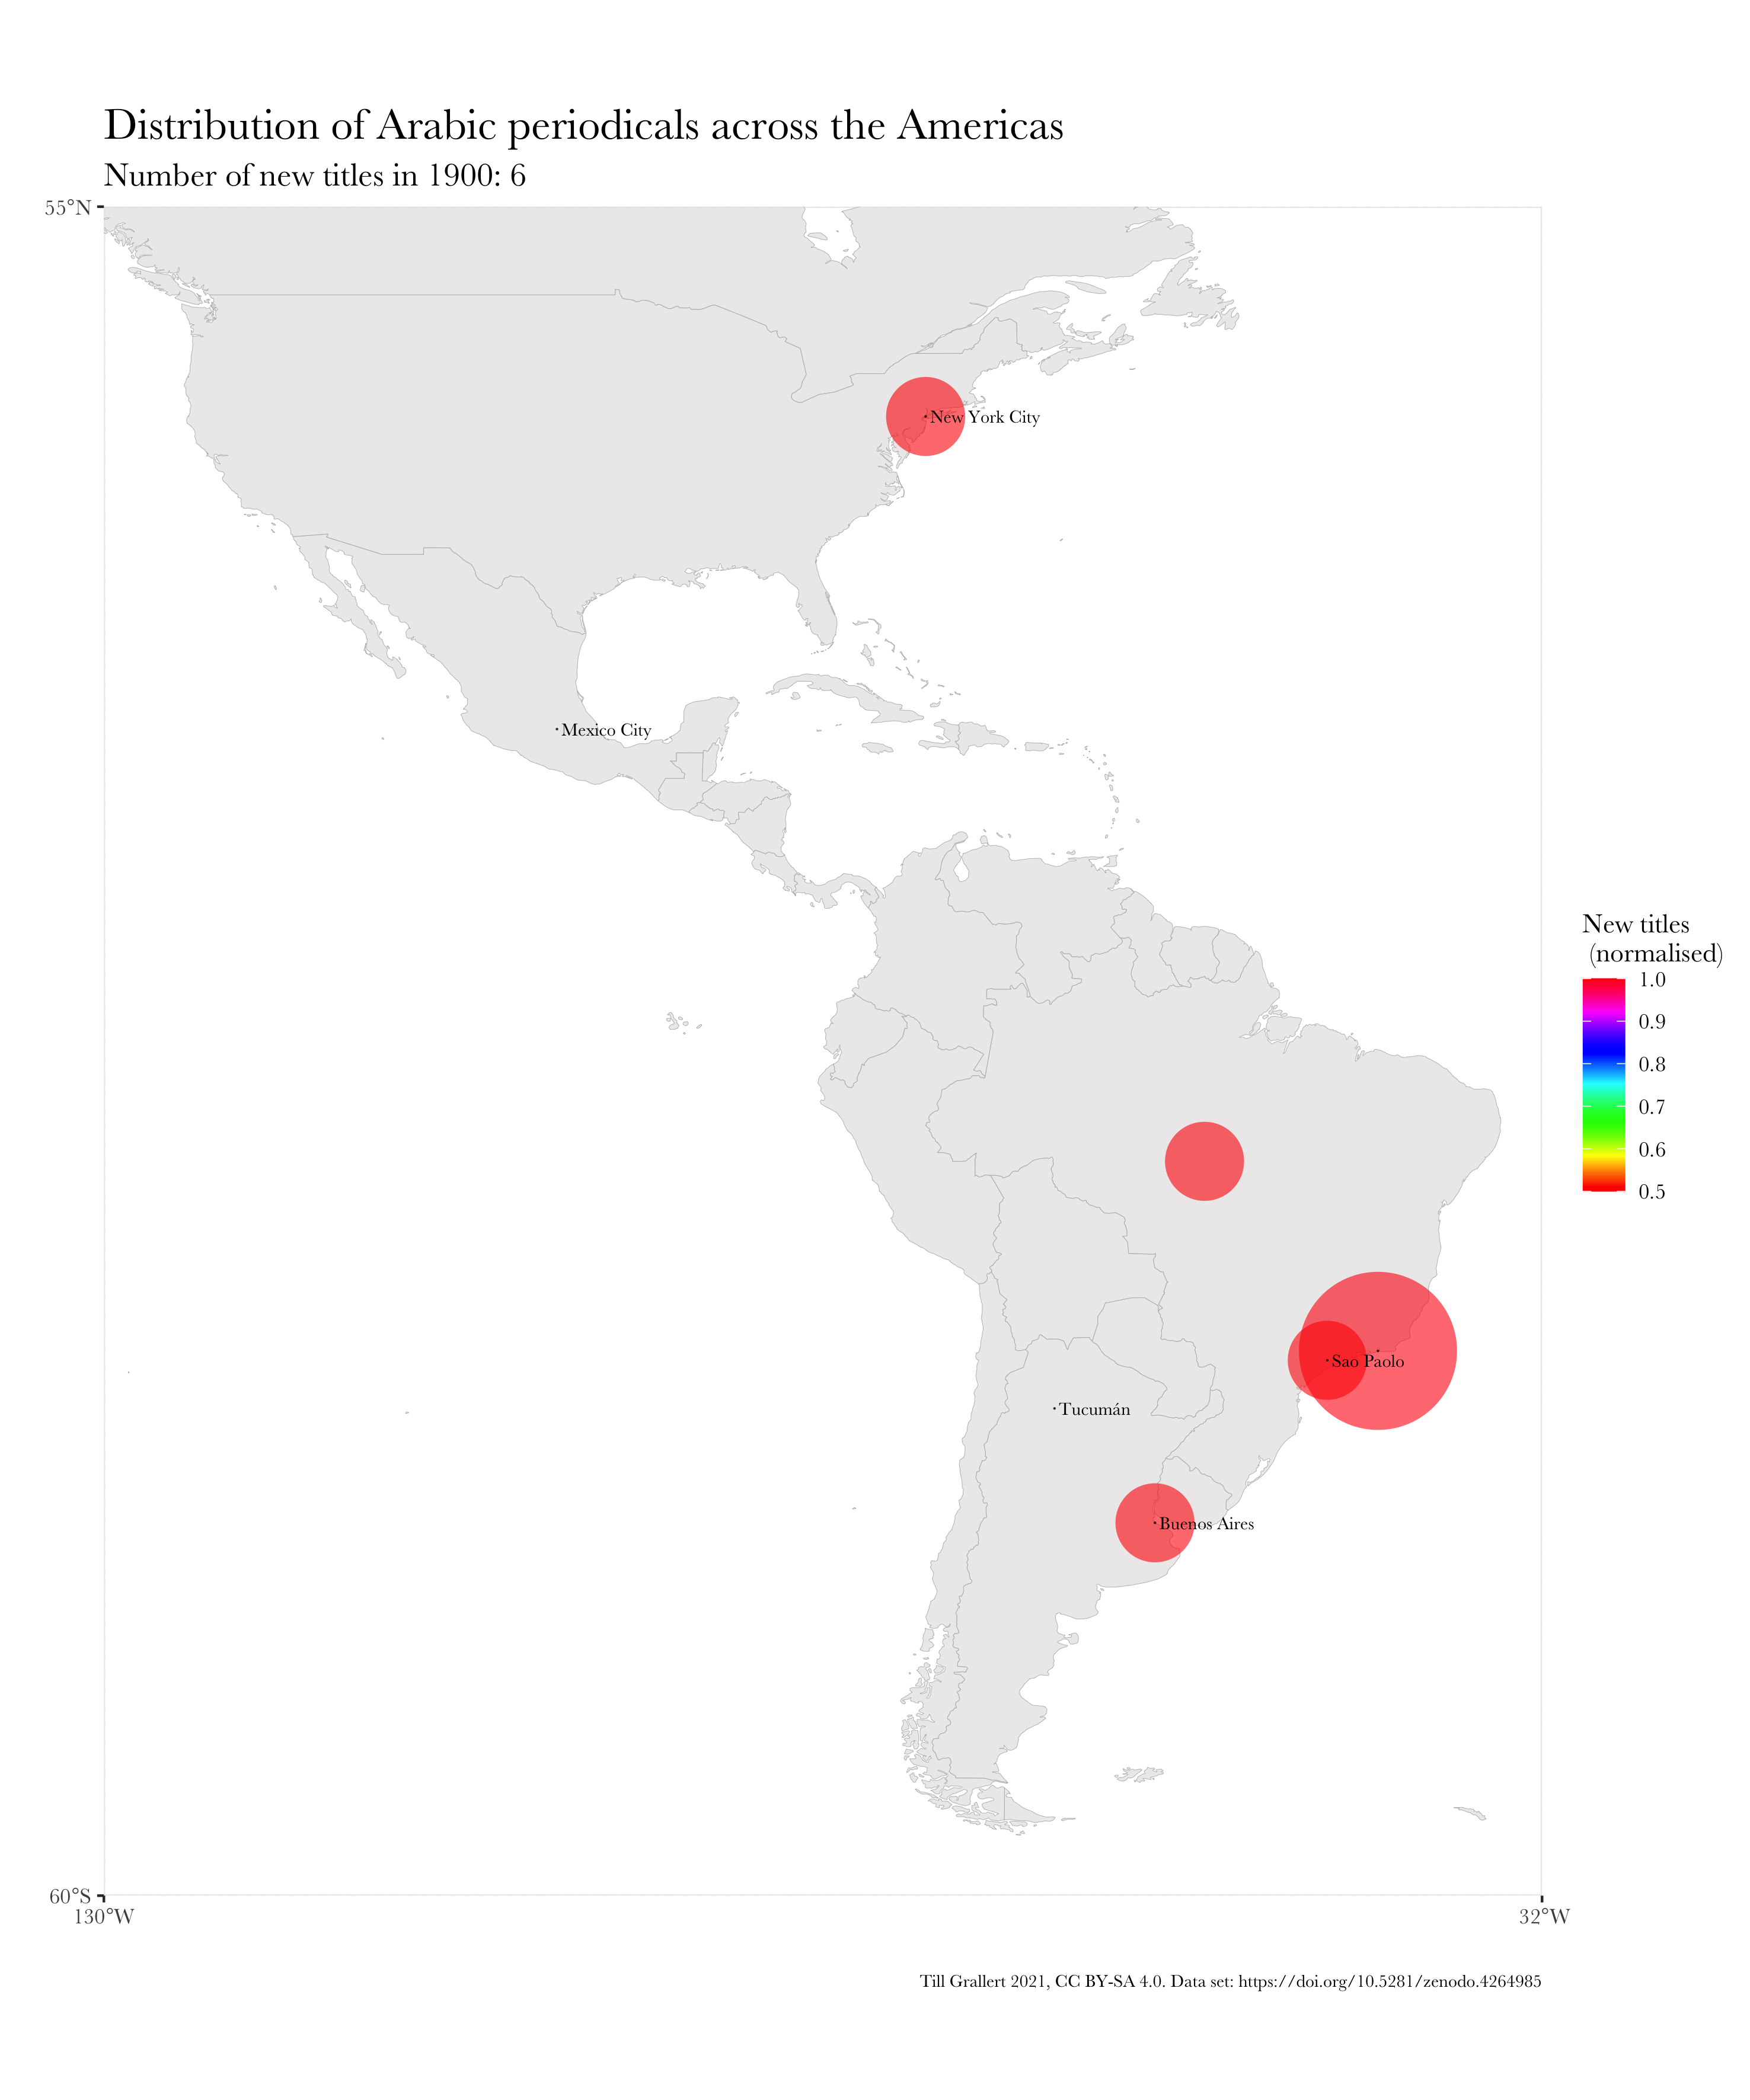 Distribution of Arabic periodicals across the Americas
Number of new titles in 1900: 6
55°N
New York City
Mexico City
New titles
(normalised)
1.0
0.9
0.8
0.7
0.6
0.5
Sao Paolo
Tucumán
Buenos Aires
60°S
130°W
32°W
Till Grallert 2021, CC BY-SA 4.0. Data set: https://doi.org/10.5281/zenodo.4264985